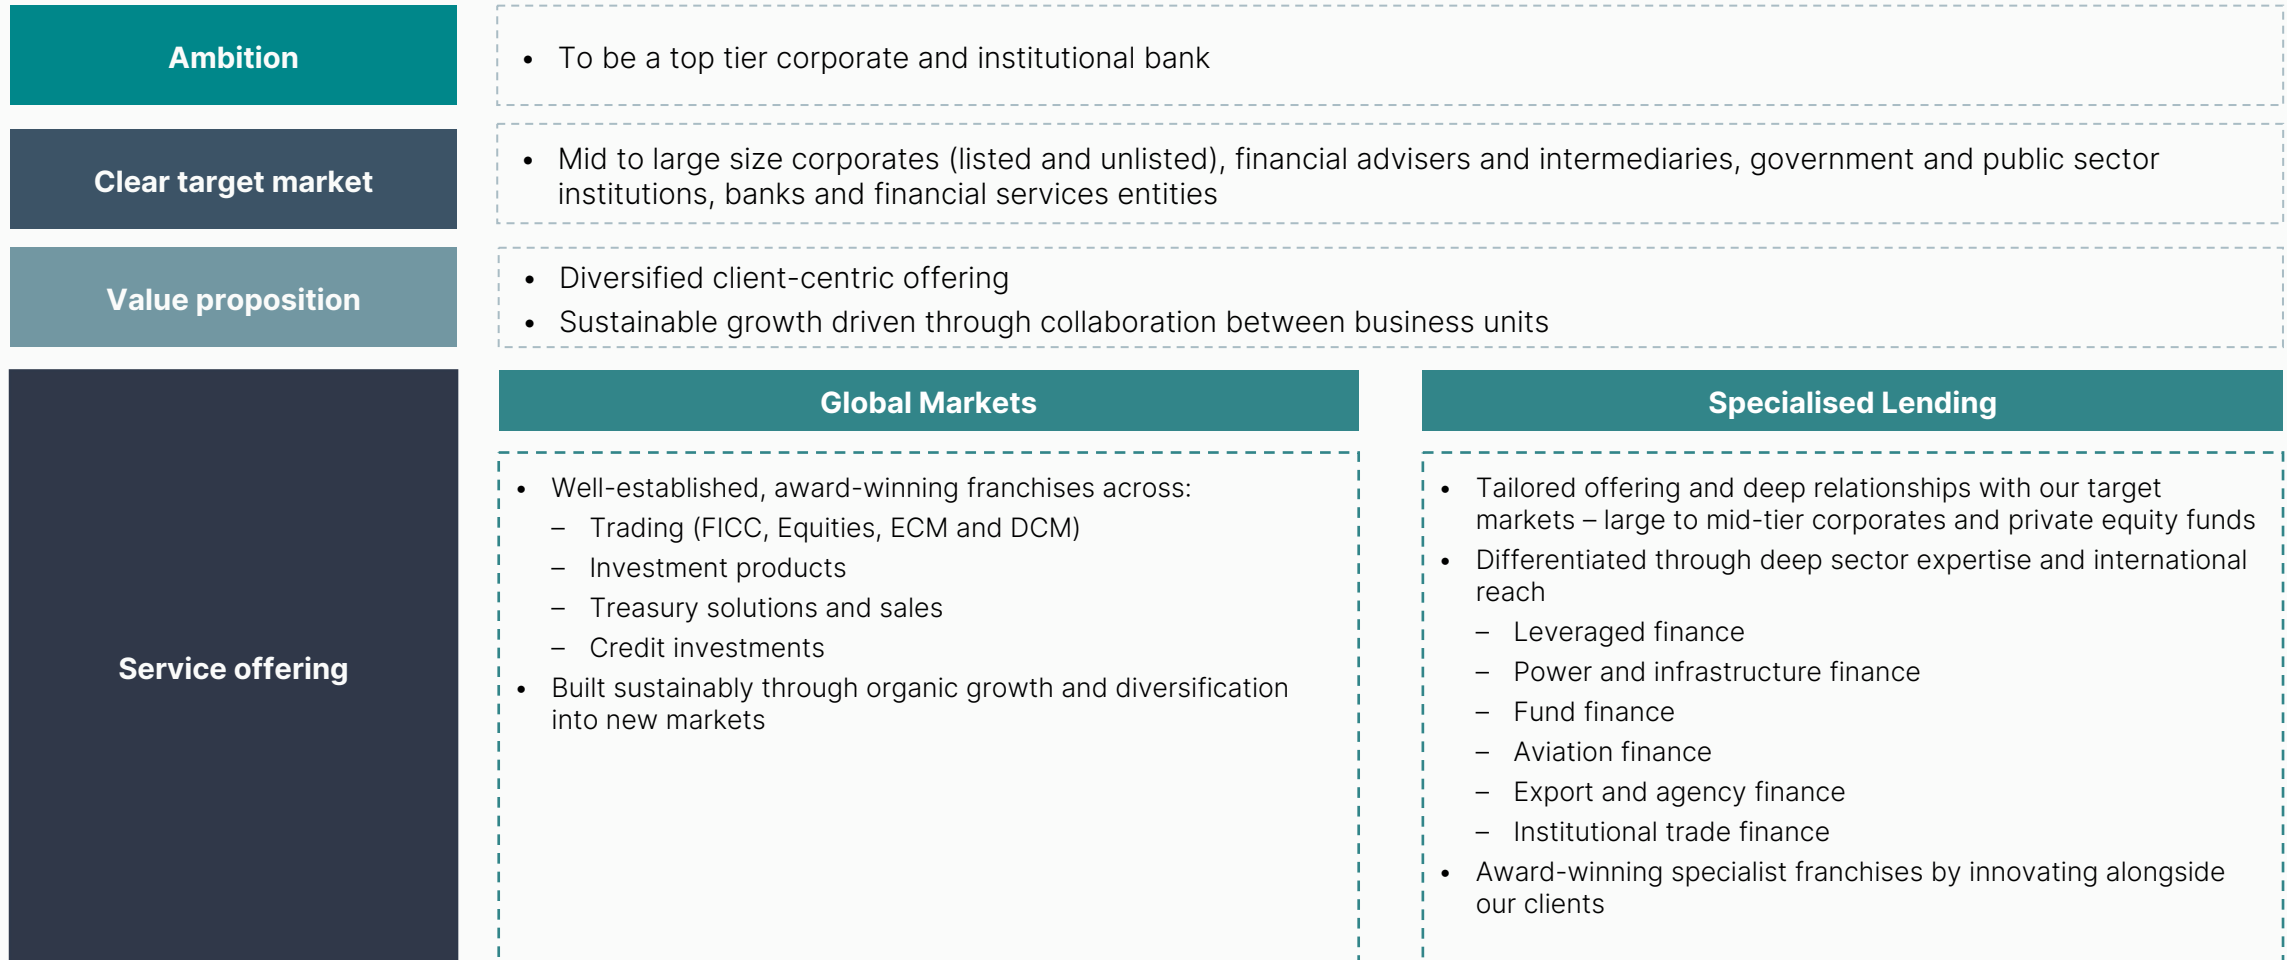 Ambition
• To be a top tier corporate and institutional bank
Clear target market
• Mid to large size corporates (listed and unlisted), financial advisers and intermediaries, government and public sector
institutions, banks and financial services entities
Value proposition
• Diversified client-centric offering
• Sustainable growth driven through collaboration between business units
Service offering
Global Markets
• Well-established, award-winning franchises across:
– Trading (FICC, Equities, ECM and DCM)
– Investment products
– Treasury solutions and sales
– Credit investments
• Built sustainably through organic growth and diversification
into new markets
Specialised Lending
• Tailored offering and deep relationships with our target
markets – large to mid-tier corporates and private equity funds
• Differentiated through deep sector expertise and international
reach
– Leveraged finance
– Power and infrastructure finance
– Fund finance
– Aviation finance
– Export and agency finance
– Institutional trade finance
• Award-winning specialist franchises by innovating alongside
our clients